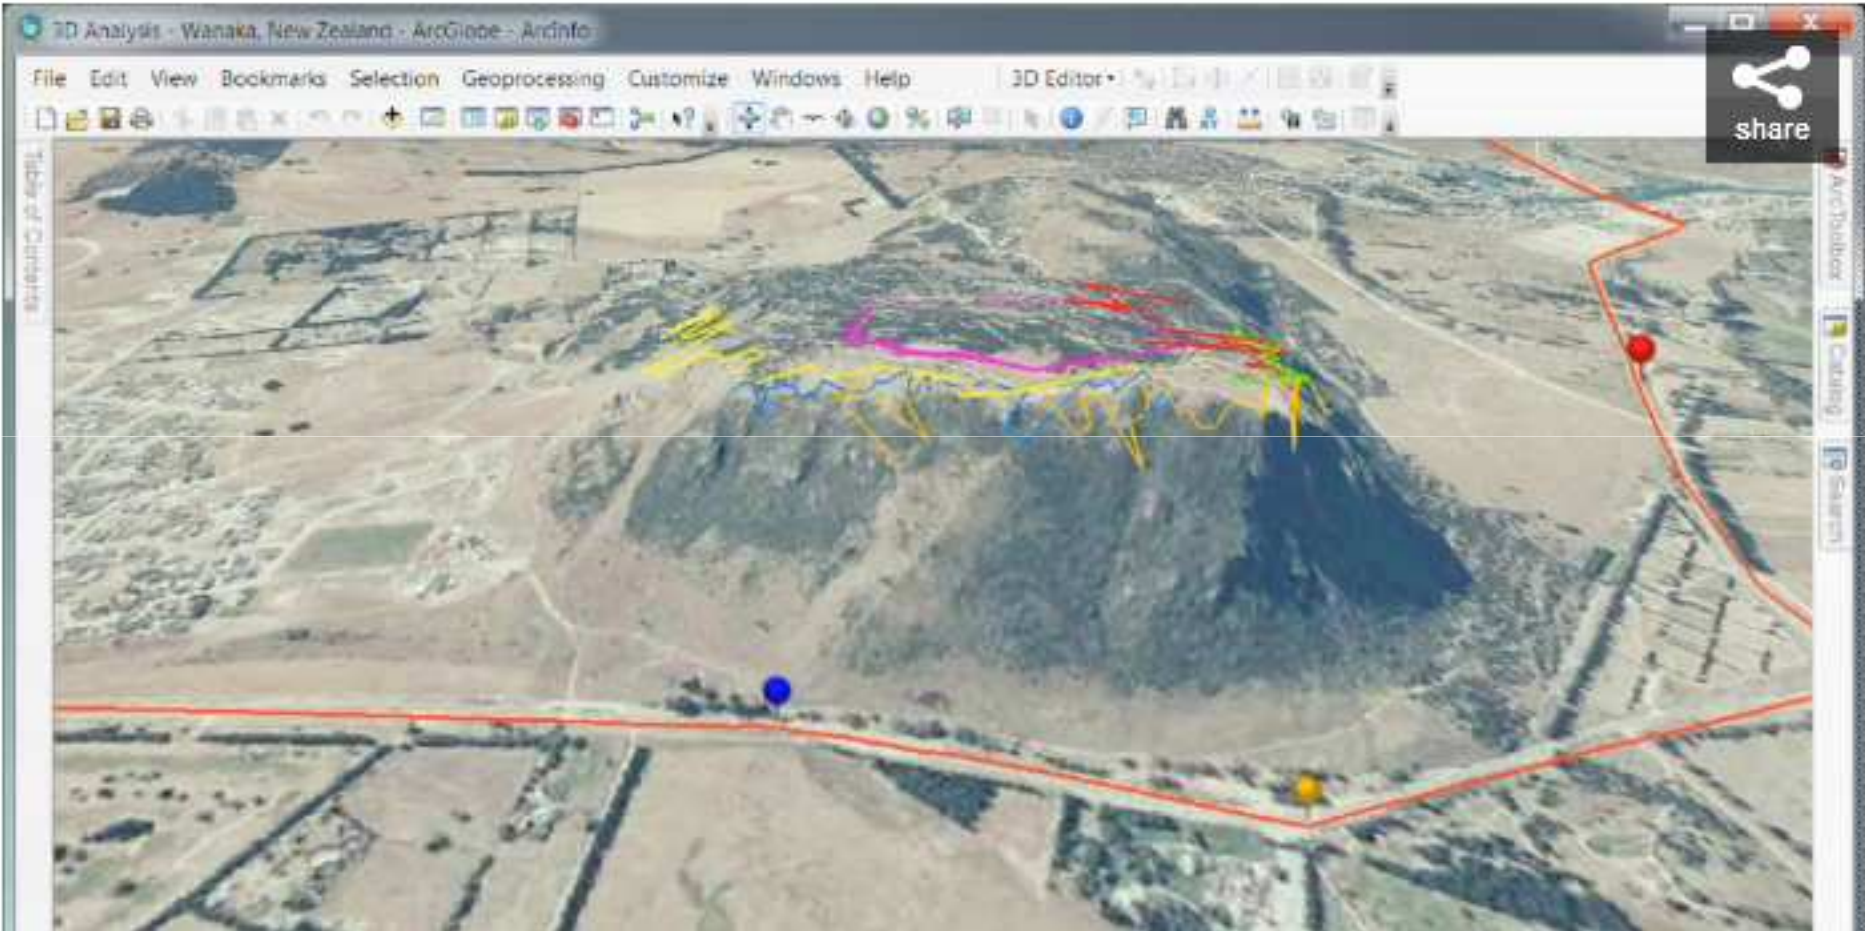 3D Analysis - Wanaka, New Zealand - ArcGlobe - ArcInfo
File Edit View Bookmarks Selection Geoprocessing Customize Windows Help 3D Editor
share
Table of Contents
ArcToolbox
Catalog
Search